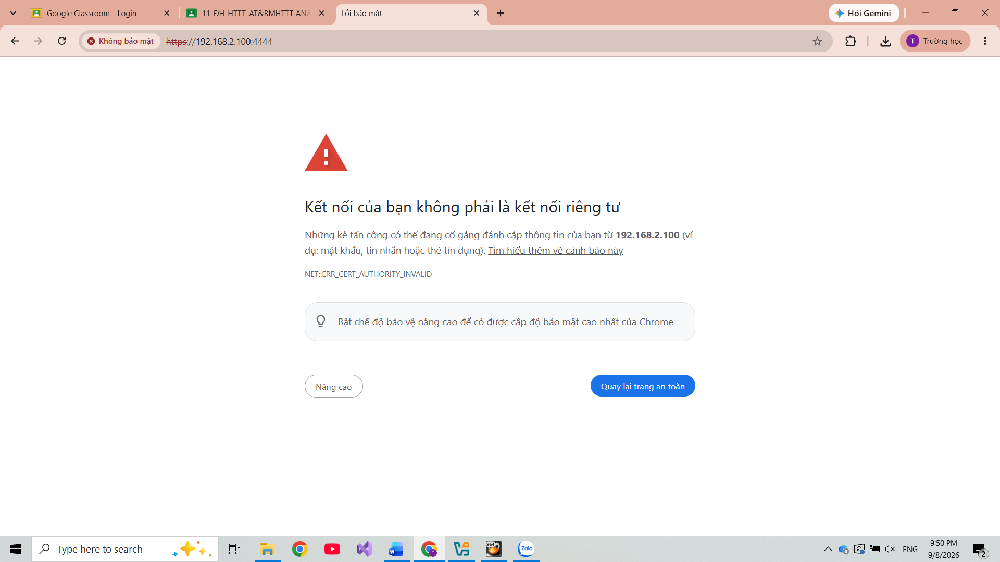 Google Classroom - Login
11_ĐH_HTTT_AT&BMHTTT AN&
Lỗi bảo mật
Hỏi Gemini
Không bảo mật
https://192.168.2.100:4444
T
Trường học
Kết nối của bạn không phải là kết nối riêng tư
Những kẻ tấn công có thể đang cố gắng đánh cắp thông tin của bạn từ 192.168.2.100 (ví
dụ: mật khẩu, tin nhắn hoặc thẻ tín dụng). Tìm hiểu thêm về cảnh báo này
NET::ERR_CERT_AUTHORITY_INVALID
Bật chế độ bảo vệ nâng cao để có được cấp độ bảo mật cao nhất của Chrome
Nâng cao
Quay lại trang an toàn
Type here to search
W
T
X64
Zalo
ENG
9:50 PM
9/8/2026
2